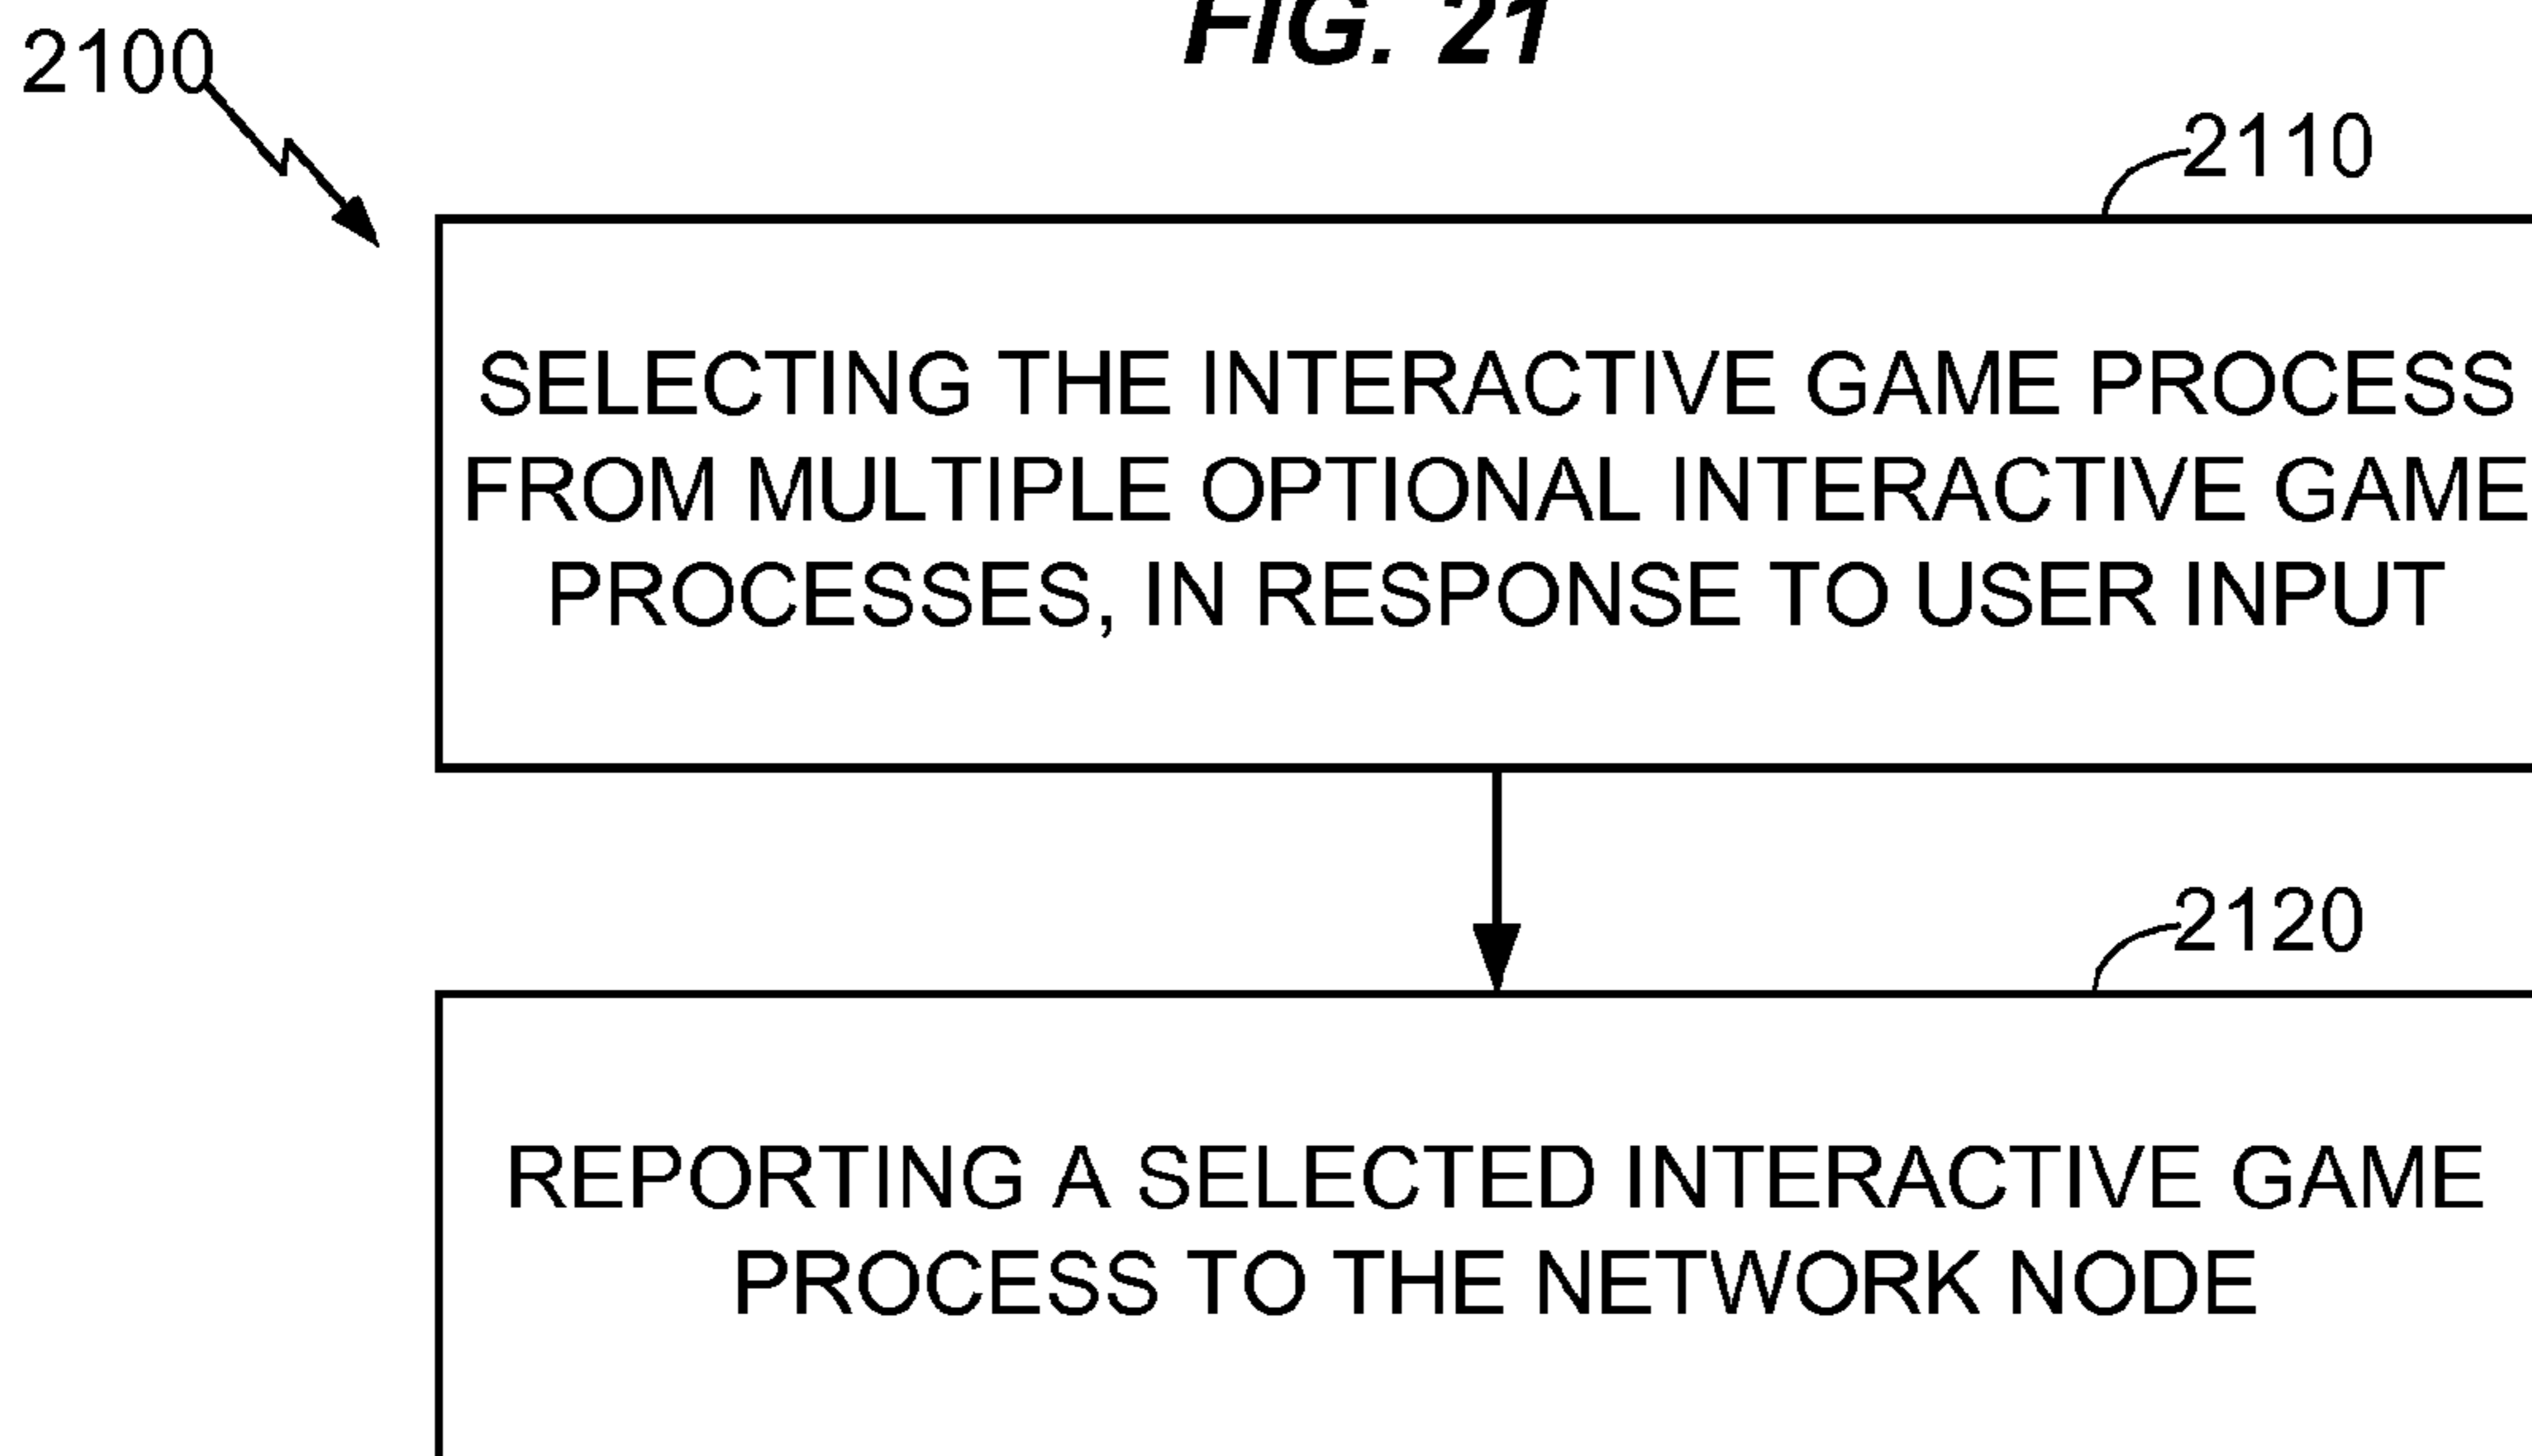 FIG. 21
2100
2110
SELECTING THE INTERACTIVE GAME PROCESS
FROM MULTIPLE OPTIONAL INTERACTIVE GAME
PROCESSES, IN RESPONSE TO USER INPUT
2120
REPORTING A SELECTED INTERACTIVE GAME
PROCESS TO THE NETWORK NODE